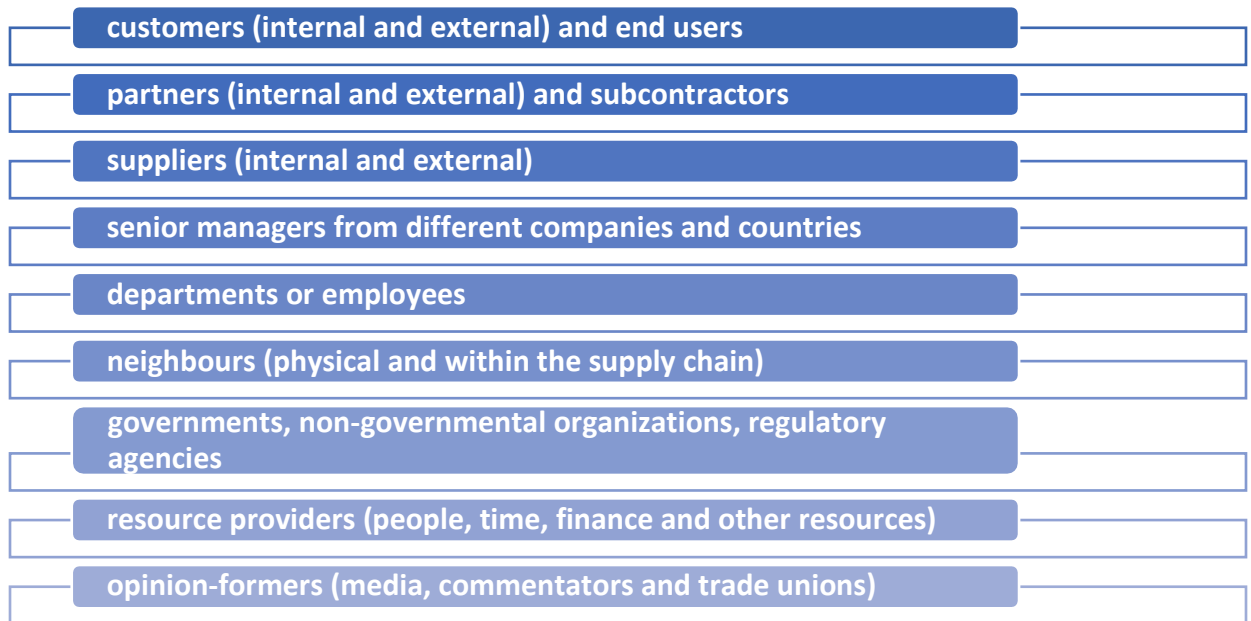 customers (internal and external) and end users
partners (internal and external) and subcontractors
suppliers (internal and external)
senior managers from different companies and countries
departments or employees
neighbours (physical and within the supply chain)
governments, non-governmental organizations, regulatory
agencies
resource providers (people, time, finance and other resources)
opinion-formers (media, commentators and trade unions)